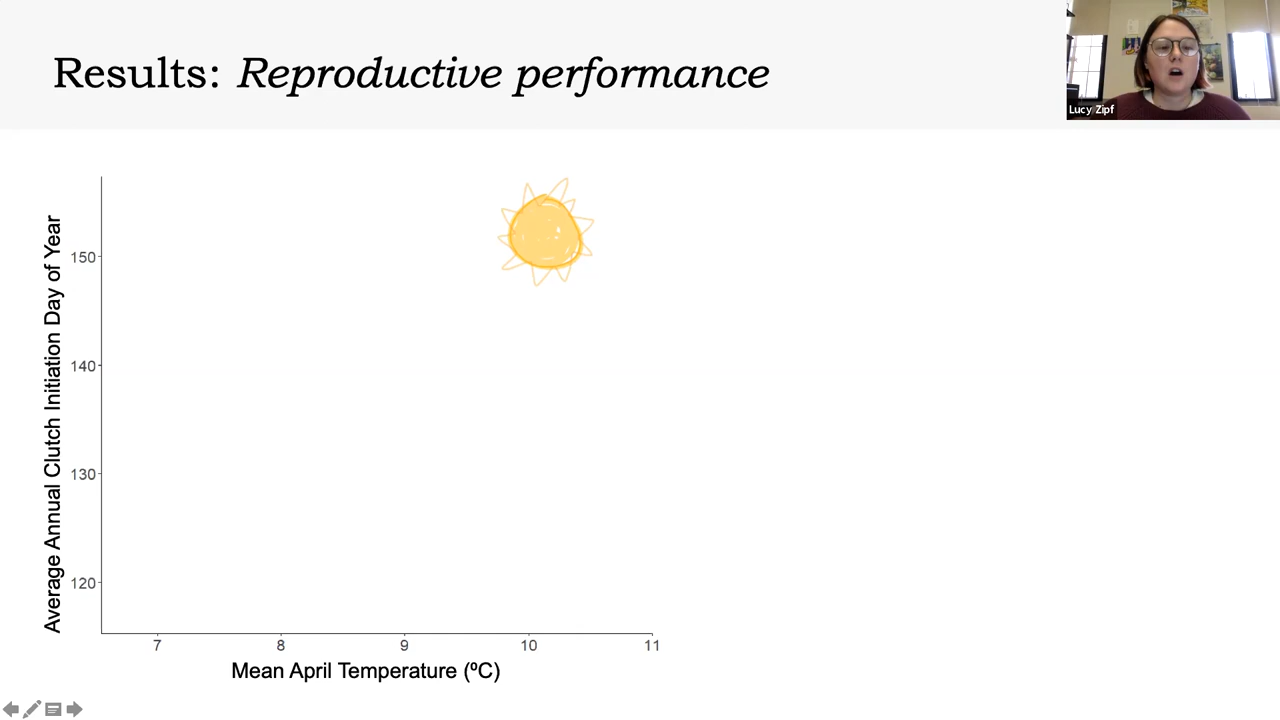 Results: Reproductive performance
Lucy Zipf
Average Annual Clutch Initiation Day of Year
150
140
130
120
7 8 9 10 11
Mean April Temperature (ºC)